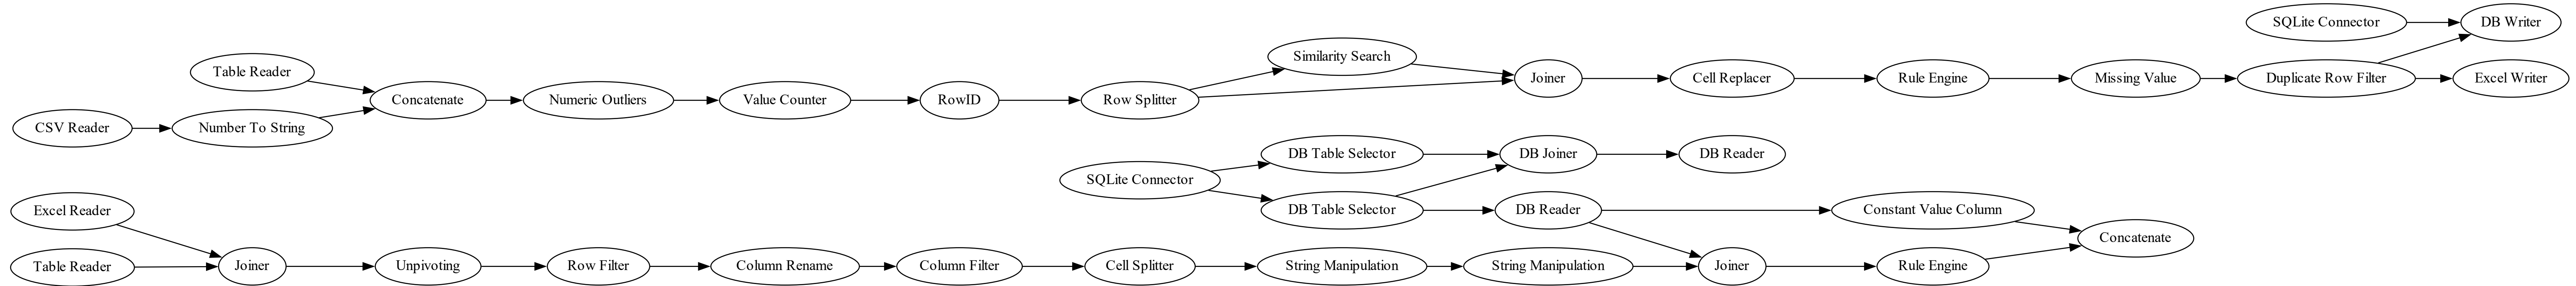 SQLite Connector
DB Writer
Table Reader
Similarity Search
Concatenate
Numeric Outliers
Value Counter
RowID
Row Splitter
Joiner
Cell Replacer
Rule Engine
Missing Value
Duplicate Row Filter
Excel Writer
CSV Reader
Number To String
DB Table Selector
DB Joiner
DB Reader
SQLite Connector
Excel Reader
DB Table Selector
DB Reader
Constant Value Column
Concatenate
Table Reader
Joiner
Unpivoting
Row Filter
Column Rename
Column Filter
Cell Splitter
String Manipulation
String Manipulation
Joiner
Rule Engine